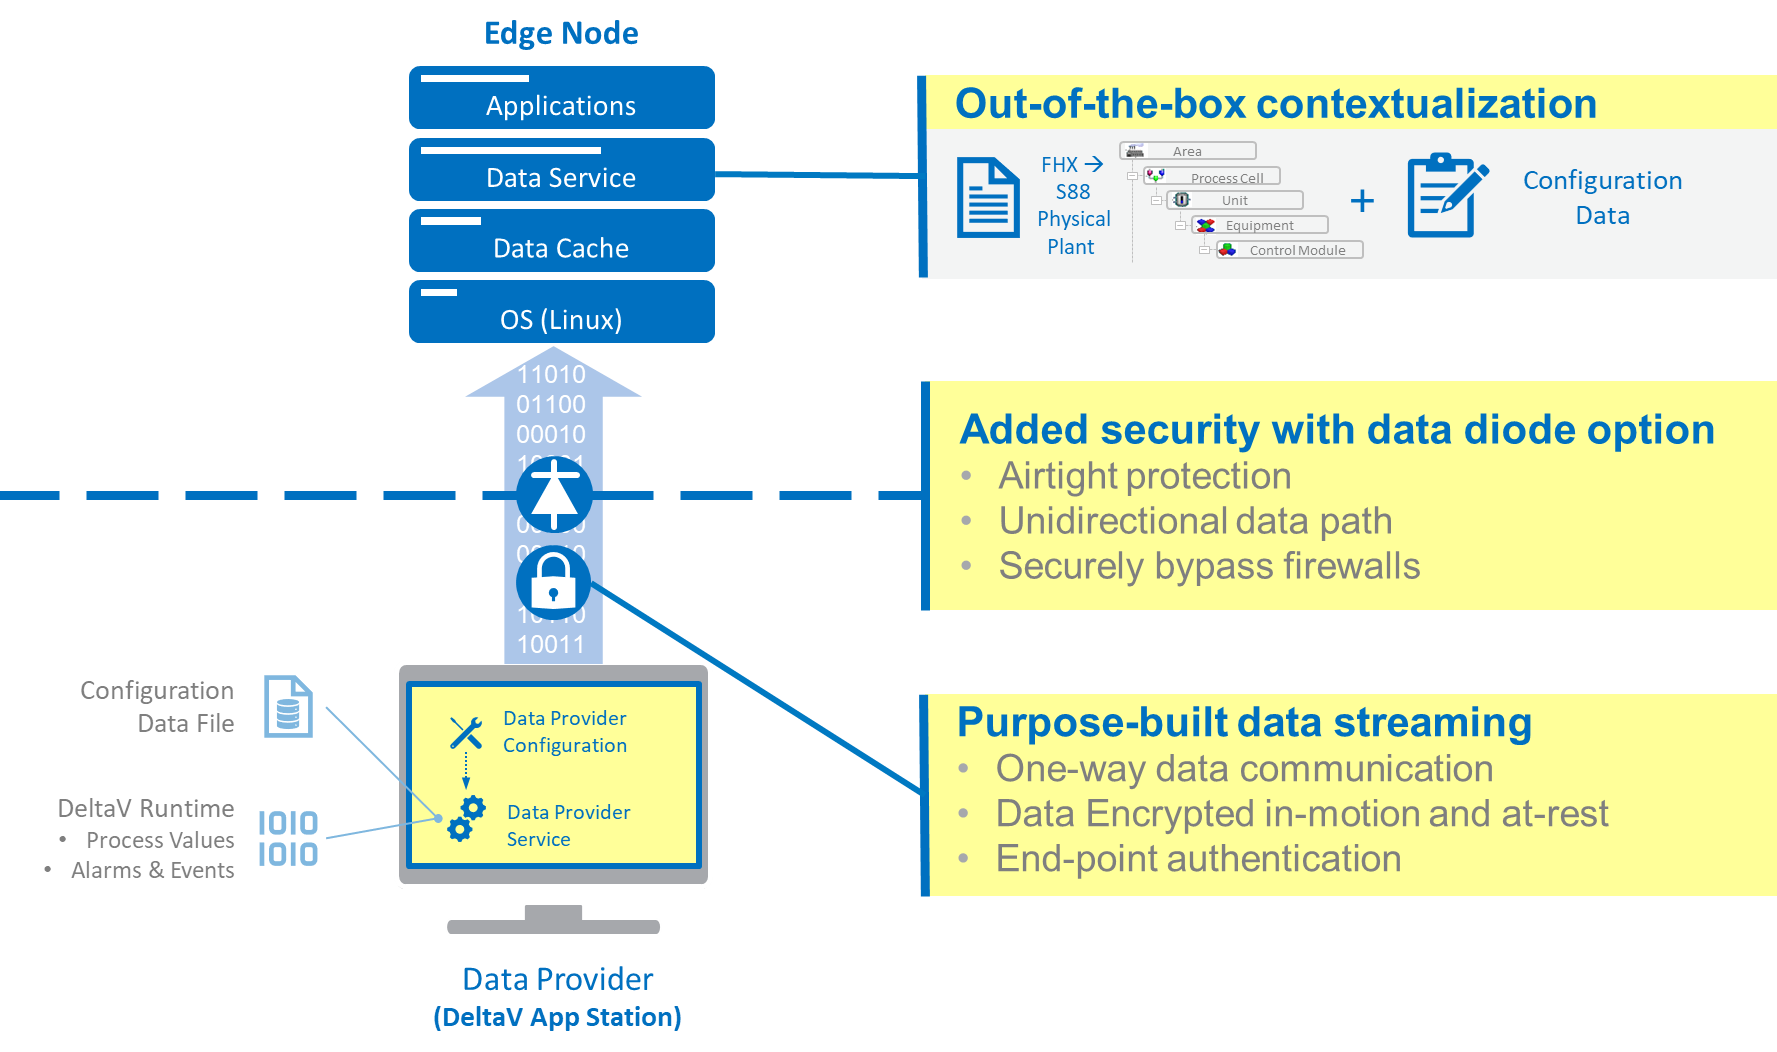 Edge Node
Applications
Data Service
Data Cache
OS (Linux)
Out-of-the-box contextualization
FHX →
S88
Physical
Plant
Area
Process Cell
Unit
Equipment
Control Module
+
Configuration
Data
11010
01100
00010
Added security with data diode option
• Airtight protection
• Unidirectional data path
• Securely bypass firewalls
10011
Purpose-built data streaming
• One-way data communication
• Data Encrypted in-motion and at-rest
• End-point authentication
Configuration
Data File
DeltaV Runtime
• Process Values
• Alarms & Events
1010
1010
Data Provider
Configuration
Data Provider
Service
Data Provider
(DeltaV App Station)